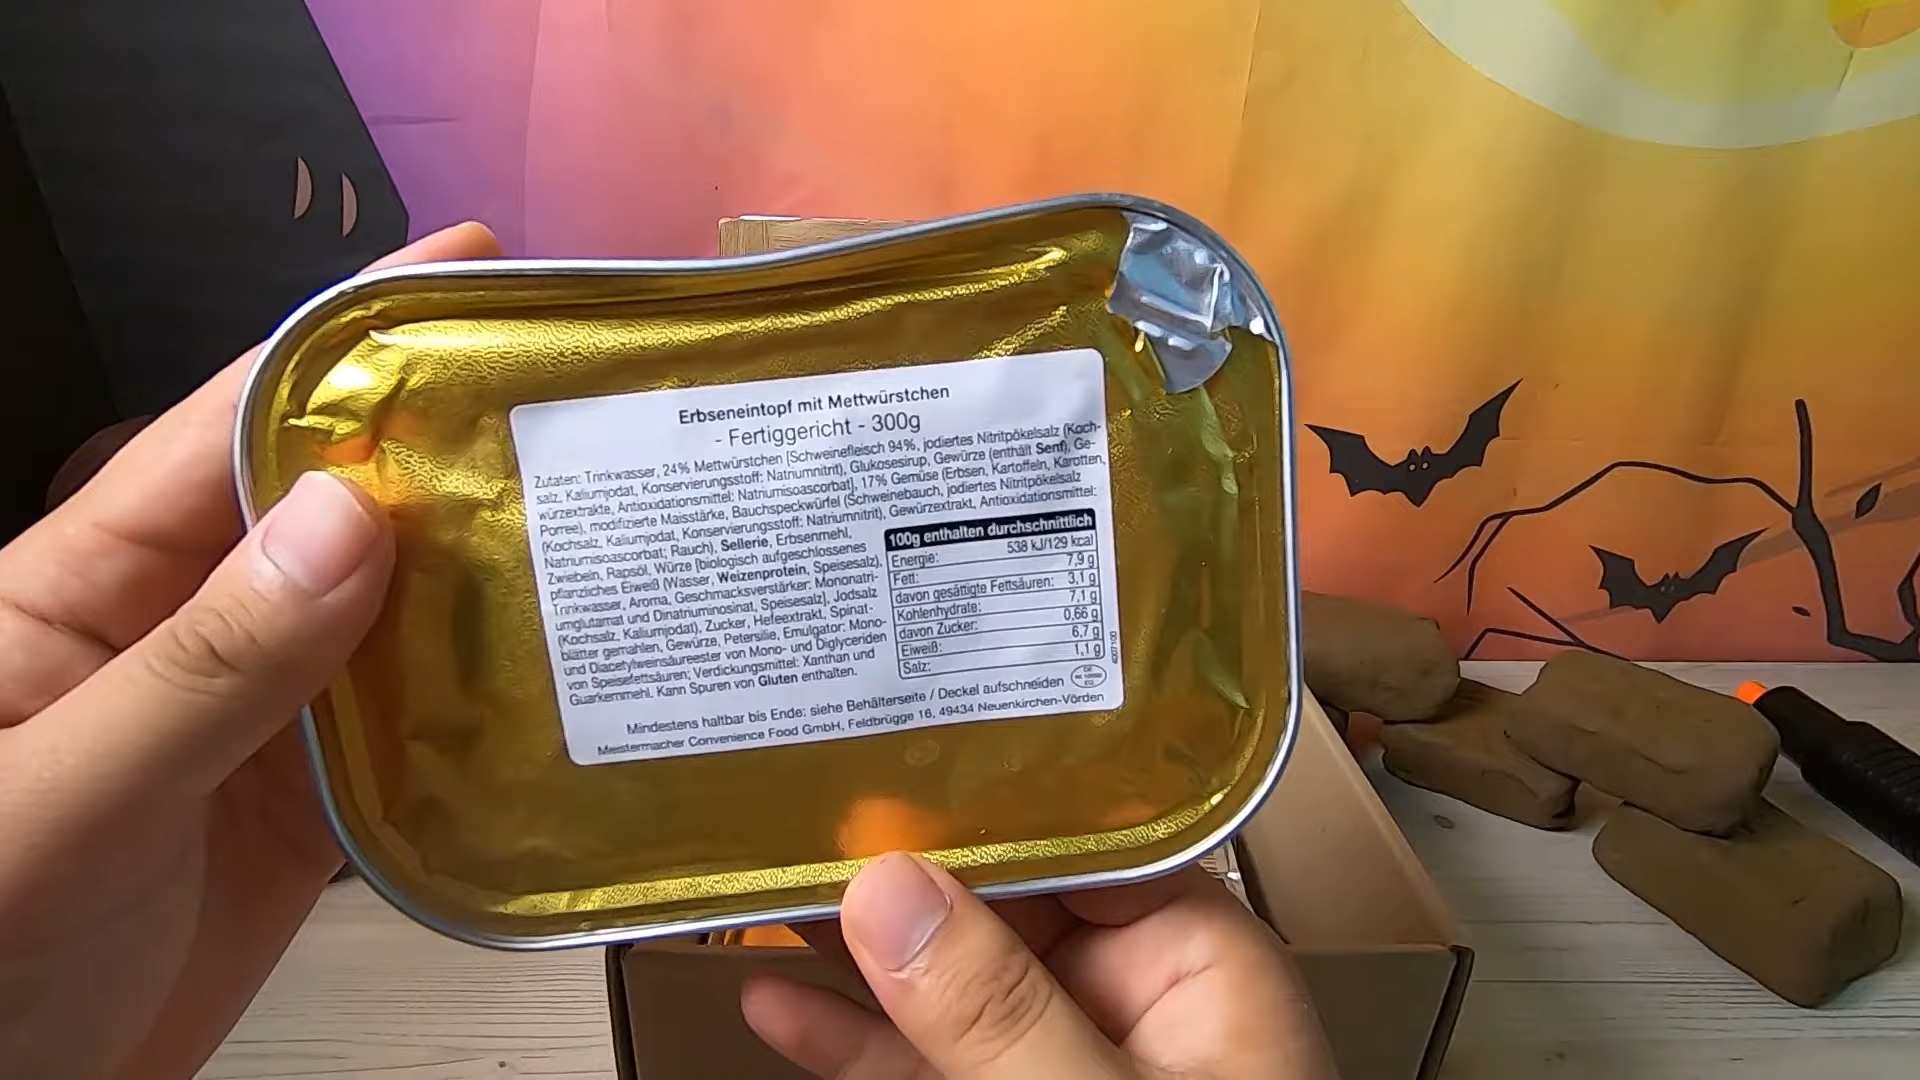 Erbseneintopf mit Mettwürstchen
- Fertiggericht - 300g
Zutaten: Trinkwasser, 24% Mettwürstchen [Schweinefleisch 94%, jodiertes Nitritpökelsalz (Koch-
salz, Kaliumjodat, Konservierungsstoff: Natriumnitrit), Glukosesirup, Gewürze (enthält Senf), Ge-
würzextrakte, Antioxidationsmittel: Natriumisoascorbat], 17% Gemüse (Erbsen, Kartoffeln, Karotten,
Porree), modifizierte Maisstärke, Bauchspeckwürfel (Schweinebauch, jodiertes Nitritpökelsalz
(Kochsalz, Kaliumjodat, Konservierungsstoff: Natriumnitrit), Gewürzextrakt, Antioxidationsmittel:
Natriumisoascorbat; Rauch), Sellerie, Erbsenmehl,
Zwiebeln, Rapsöl, Würze [biologisch aufgeschlossenes
pflanzliches Eiweiß (Wasser, Weizenprotein, Speisesalz),
Trinkwasser, Aroma, Geschmacksverstärker: Mononatri-
umglutamat und Dinatriuminosinat, Speisesalz], Jodsalz
(Kochsalz, Kaliumjodat), Zucker, Hefeextrakt, Spinat-
blätter gemahlen, Gewürze, Petersilie, Emulgator: Mono-
und Diacetylweinsäureester von Mono- und Diglyceriden
von Speisefettsäuren; Verdickungsmittel: Xanthan und
Guarkernmehl. Kann Spuren von Gluten enthalten.
100g enthalten durchschnittlich
Energie: 538 kJ/129 kcal
Fett: 7,9 g
davon gesättigte Fettsäuren: 3,1 g
Kohlenhydrate: 7,1 g
davon Zucker: 0,66 g
Eiweiß: 6,7 g
Salz: 1,1 g
Mindestens haltbar bis Ende: siehe Behälterseite / Deckel aufschneiden
Meistermacher Convenience Food GmbH, Feldbrügge 16, 49434 Neuenkirchen-Vörden